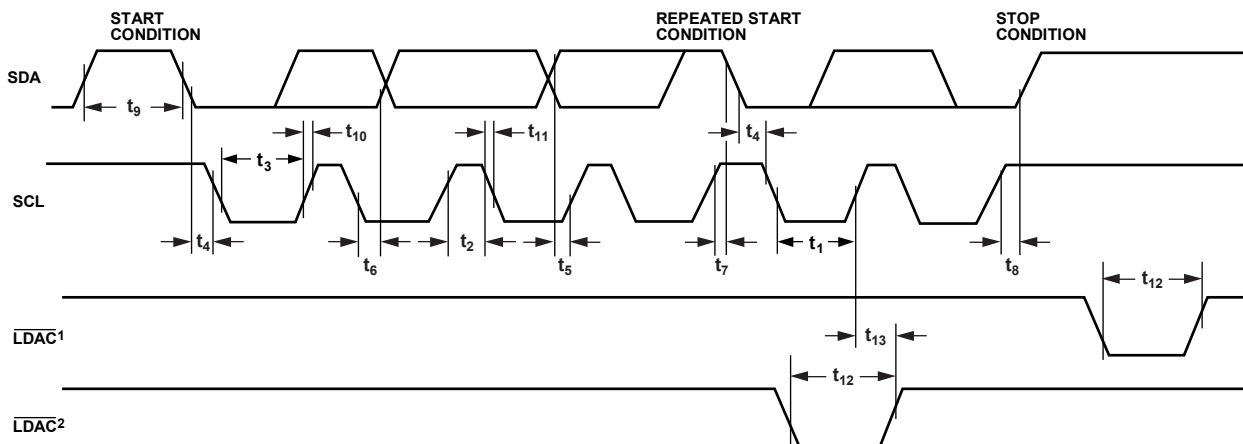 START
CONDITION
REPEATED START
CONDITION
STOP
CONDITION
SDA
t9
t10
t11
t4
t3
SCL
t4
t6
t2
t5
t7
t1
t8
t12
LDAC1
t13
t12
LDAC2